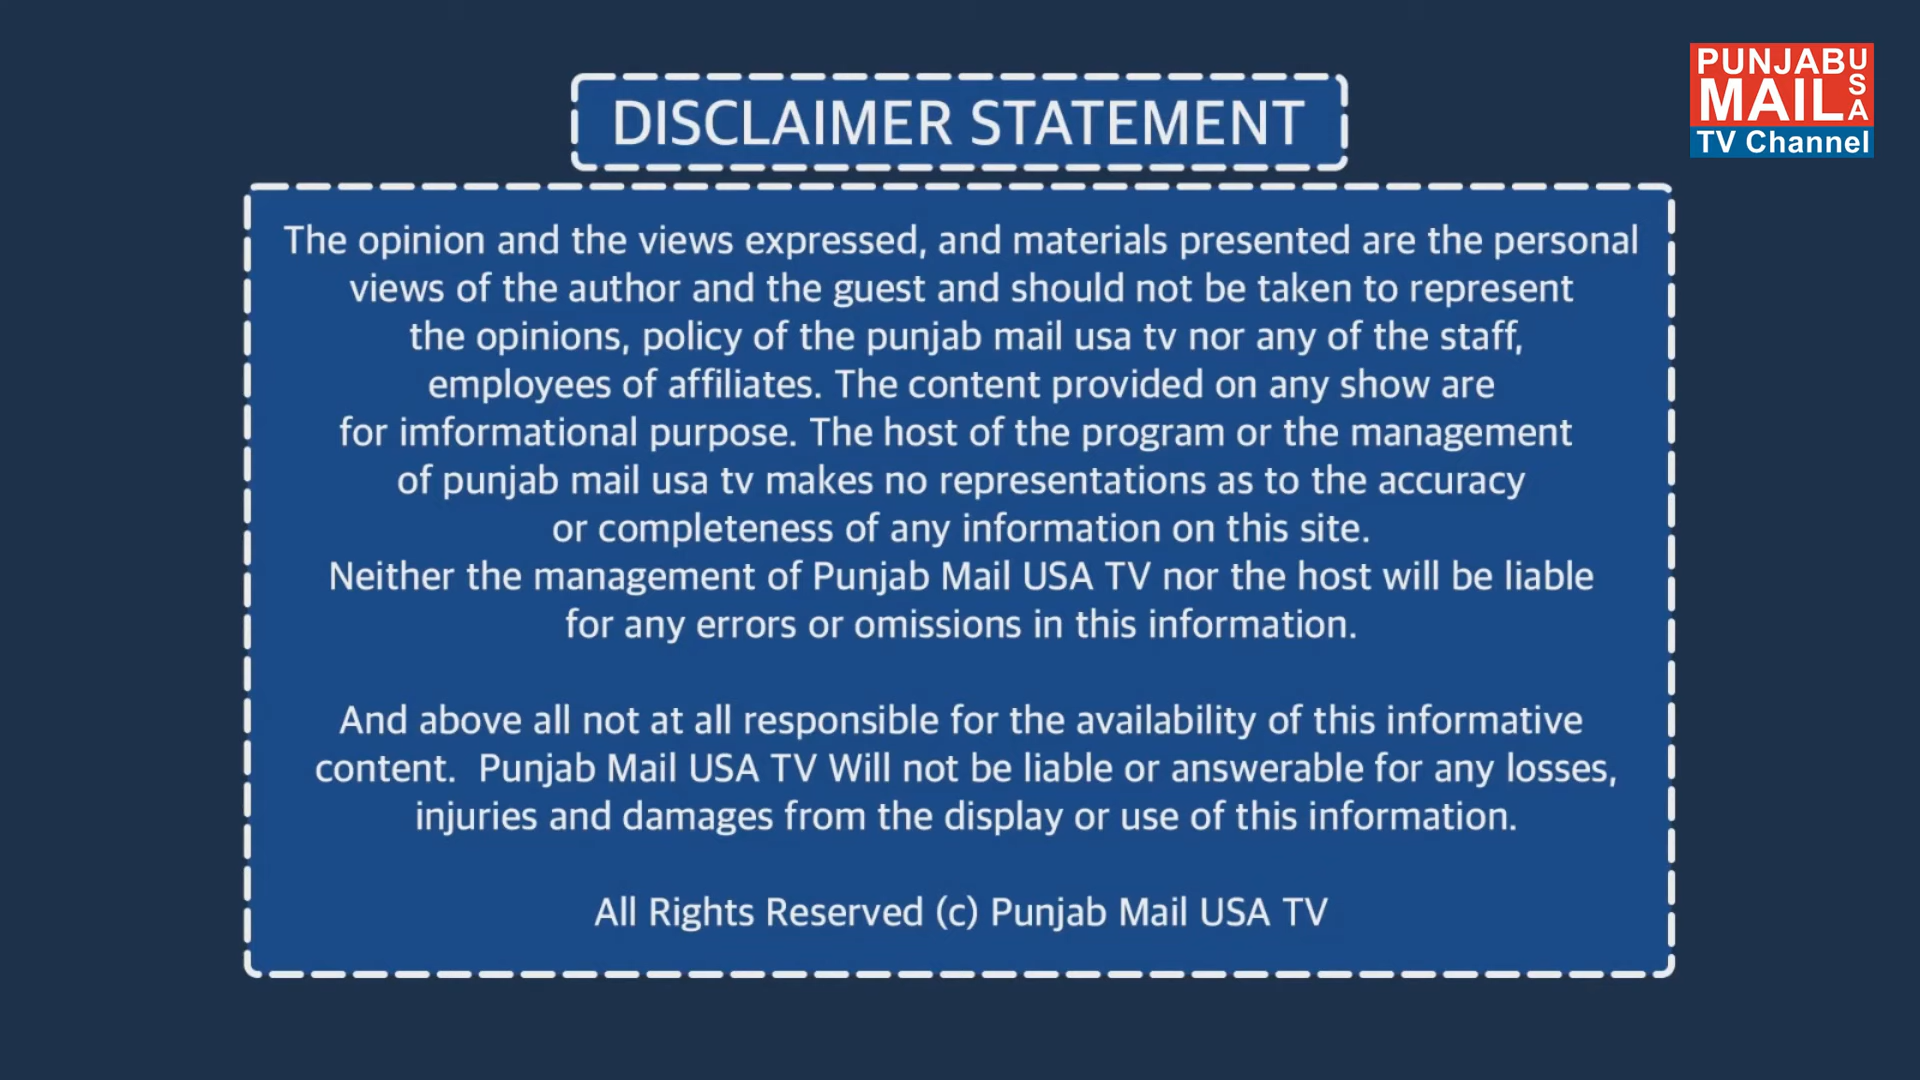 DISCLAIMER STATEMENT
PUNJAB USA
MAIL
TV Channel
The opinion and the views expressed, and materials presented are the personal
views of the author and the guest and should not be taken to represent
the opinions, policy of the punjab mail usa tv nor any of the staff,
employees of affiliates. The content provided on any show are
for imformational purpose. The host of the program or the management
of punjab mail usa tv makes no representations as to the accuracy
or completeness of any information on this site.
Neither the management of Punjab Mail USA TV nor the host will be liable
for any errors or omissions in this information.
And above all not at all responsible for the availability of this informative
content.  Punjab Mail USA TV Will not be liable or answerable for any losses,
injuries and damages from the display or use of this information.
All Rights Reserved (c) Punjab Mail USA TV